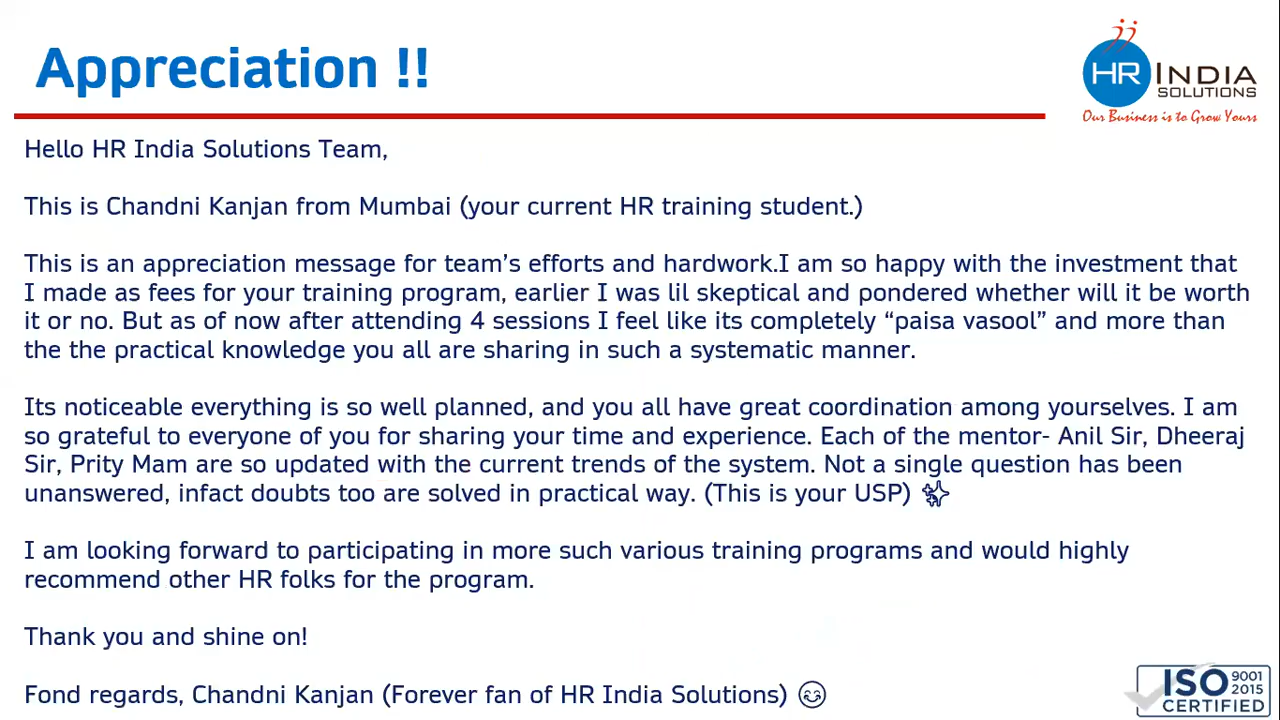 Appreciation !!
HR INDIA
SOLUTIONS
Our Business is to Grow Yours
Hello HR India Solutions Team,
This is Chandni Kanjan from Mumbai (your current HR training student.)
This is an appreciation message for team’s efforts and hardwork.I am so happy with the investment that
I made as fees for your training program, earlier I was lil skeptical and pondered whether will it be worth
it or no. But as of now after attending 4 sessions I feel like its completely “paisa vasool” and more than
the the practical knowledge you all are sharing in such a systematic manner.
Its noticeable everything is so well planned, and you all have great coordination among yourselves. I am
so grateful to everyone of you for sharing your time and experience. Each of the mentor- Anil Sir, Dheeraj
Sir, Prity Mam are so updated with the current trends of the system. Not a single question has been
unanswered, infact doubts too are solved in practical way. (This is your USP) ✨
I am looking forward to participating in more such various training programs and would highly
recommend other HR folks for the program.
Thank you and shine on!
Fond regards, Chandni Kanjan (Forever fan of HR India Solutions) 😊
ISO 9001
2015
CERTIFIED